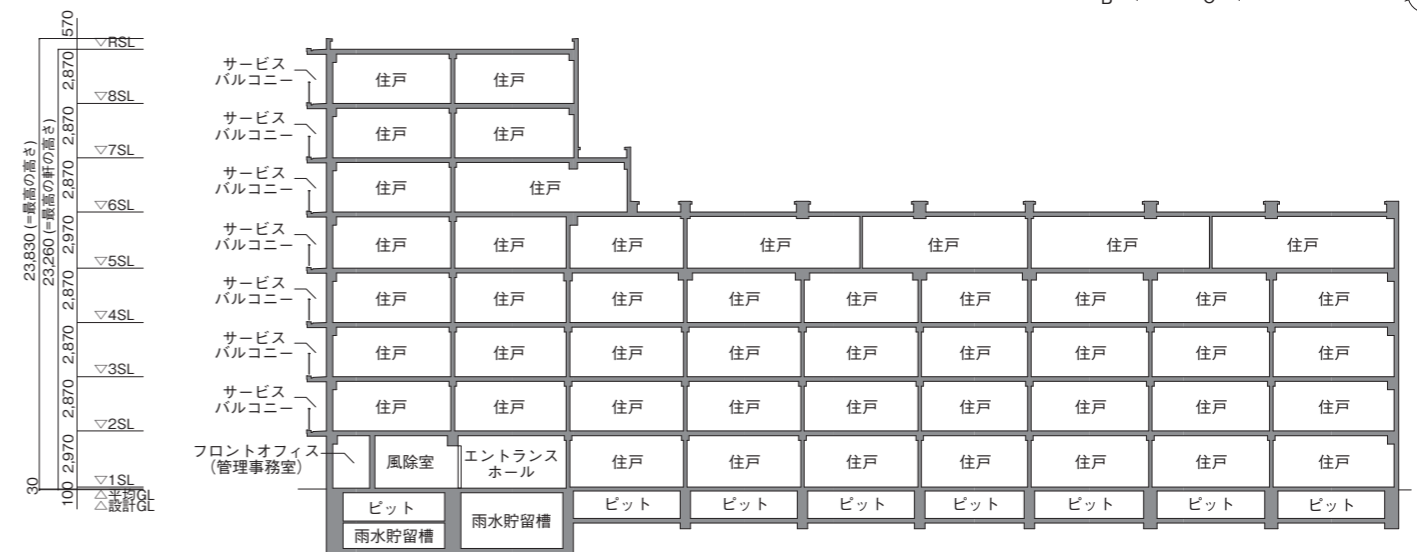 B
C
570
▽RSL
2,870
サービス
バルコニー
住戸
住戸
▽8SL
2,870
サービス
バルコニー
住戸
住戸
▽7SL
2,870
サービス
バルコニー
住戸
住戸
▽6SL
2,970
サービス
バルコニー
住戸
住戸
住戸
住戸
住戸
住戸
住戸
▽5SL
2,870
サービス
バルコニー
住戸
住戸
住戸
住戸
住戸
住戸
住戸
住戸
住戸
▽4SL
2,870
サービス
バルコニー
住戸
住戸
住戸
住戸
住戸
住戸
住戸
住戸
住戸
▽3SL
2,870
サービス
バルコニー
住戸
住戸
住戸
住戸
住戸
住戸
住戸
住戸
住戸
▽2SL
2,970
フロントオフィス
(管理事務室)
風除室
エントランス
ホール
住戸
住戸
住戸
住戸
住戸
住戸
住戸
▽1SL
100
△平均GL
△設計GL
30
23,830 (=最高の高さ)
23,260 (=最高の軒の高さ)
ピット
雨水貯留槽
雨水貯留槽
ピット
ピット
ピット
ピット
ピット
ピット
ピット